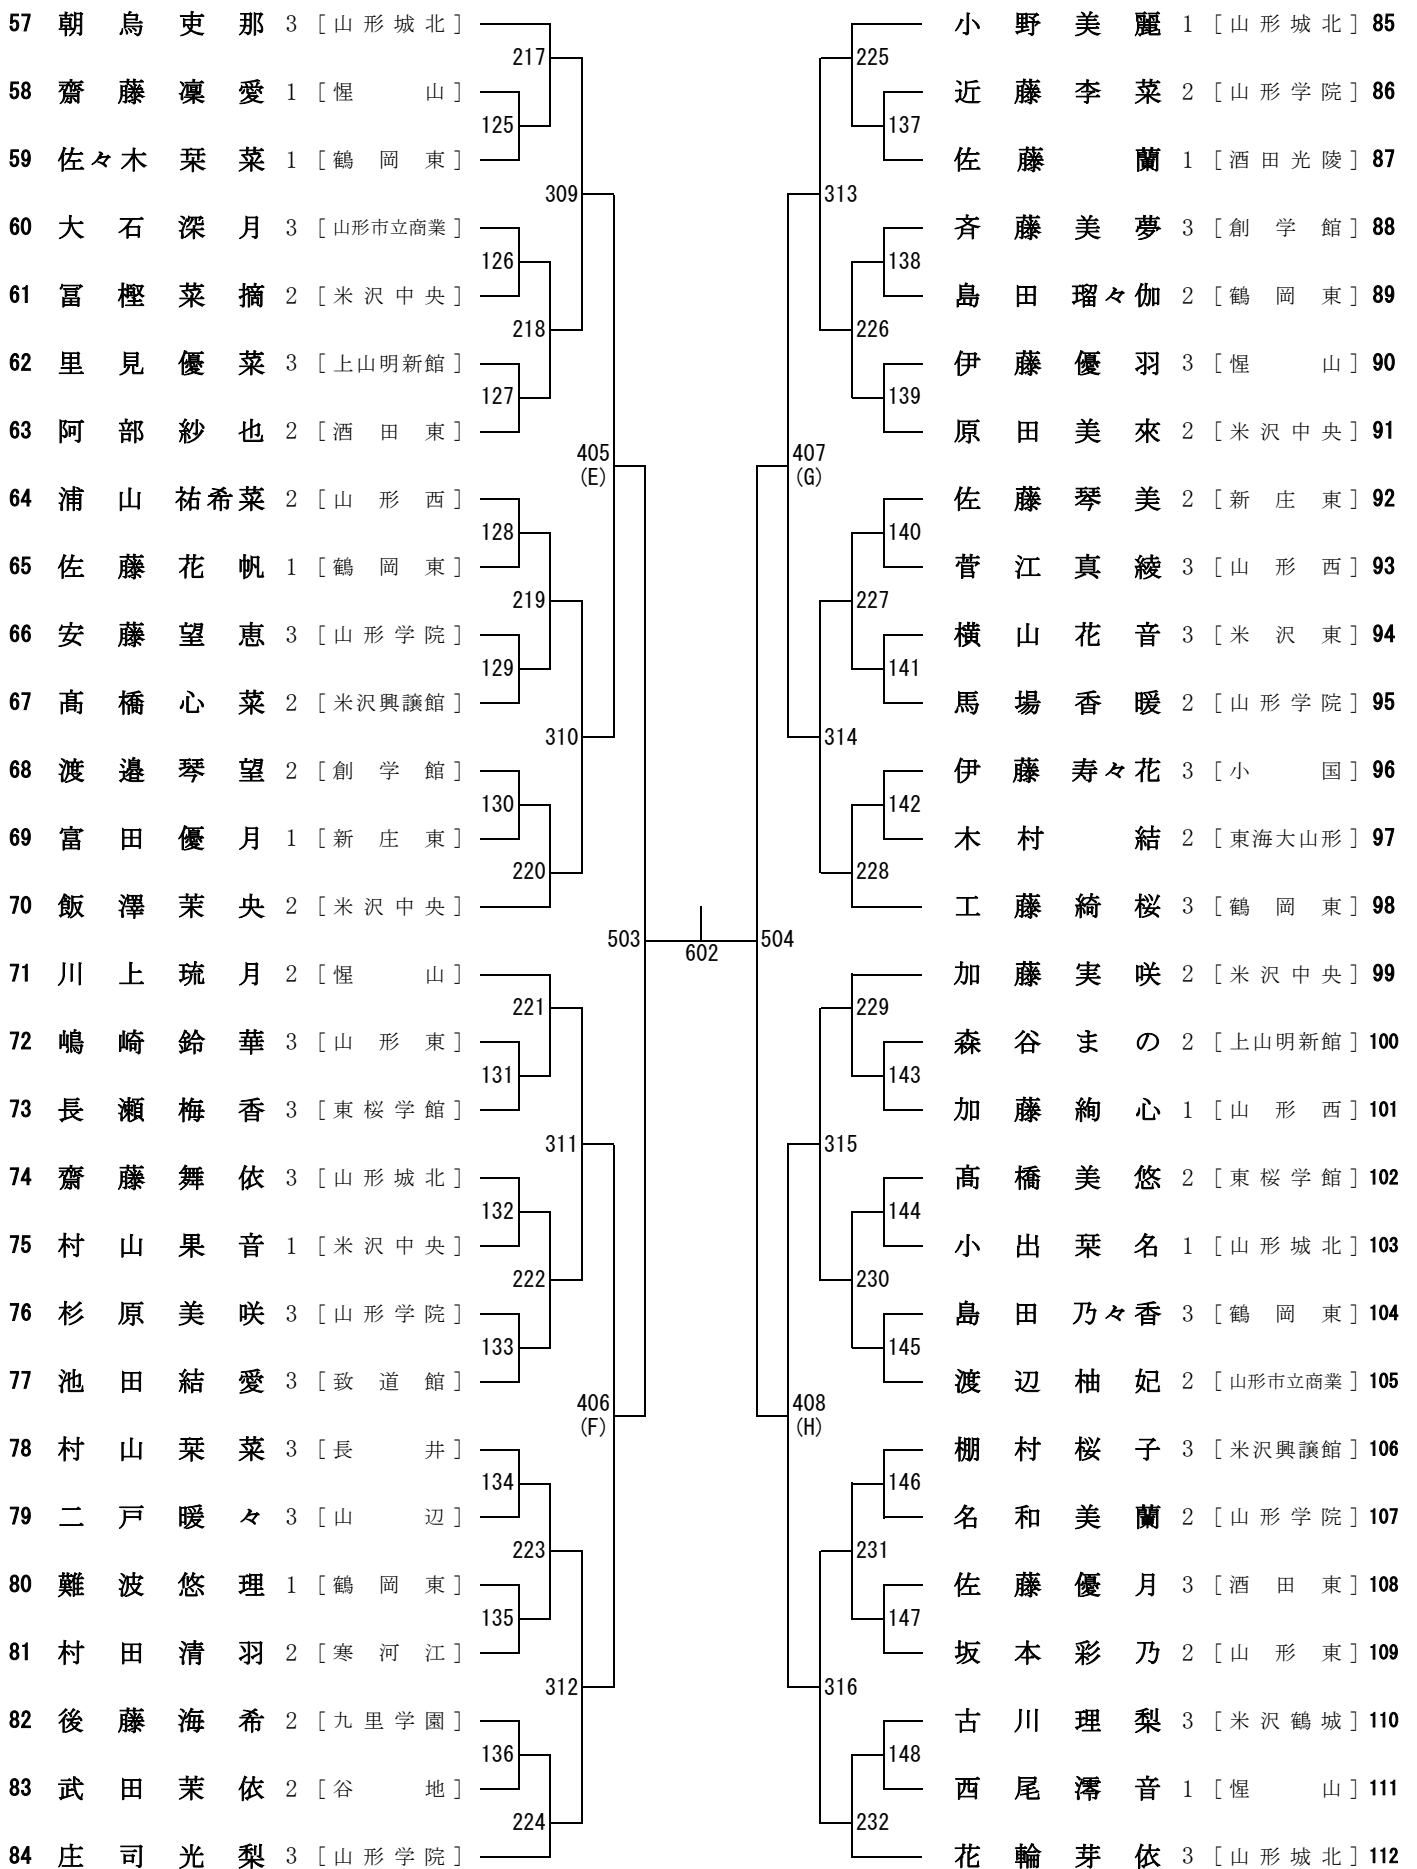 57 朝烏吏那 3 [山形城北]
217
58 齋藤凜愛 1 [惺山]
125
59 佐々木栞菜 1 [鶴岡東]
309
60 大石深月 3 [山形市立商業]
126
61 冨樫菜摘 2 [米沢中央]
218
62 里見優菜 3 [上山明新館]
127
63 阿部紗也 2 [酒田東]
405
(E)
64 浦山祐希菜 2 [山形西]
128
65 佐藤花帆 1 [鶴岡東]
219
66 安藤望恵 3 [山形学院]
129
67 髙橋心菜 2 [米沢興譲館]
310
68 渡邉琴望 2 [創学館]
130
69 富田優月 1 [新庄東]
220
70 飯澤茉央 2 [米沢中央]
503
71 川上琉月 2 [惺山]
221
72 嶋崎鈴華 3 [山形東]
131
73 長瀬梅香 3 [東桜学館]
311
74 齋藤舞依 3 [山形城北]
132
75 村山果音 1 [米沢中央]
222
76 杉原美咲 3 [山形学院]
133
77 池田結愛 3 [致道館]
406
(F)
78 村山栞菜 3 [長井]
134
79 二戸暖々 3 [山辺]
223
80 難波悠理 1 [鶴岡東]
135
81 村田清羽 2 [寒河江]
312
82 後藤海希 2 [九里学園]
136
83 武田茉依 2 [谷地]
224
84 庄司光梨 3 [山形学院]
602
小野美麗 1 [山形城北] 85
225
近藤李菜 2 [山形学院] 86
137
佐藤蘭 1 [酒田光陵] 87
313
斉藤美夢 3 [創学館] 88
138
島田瑠々伽 2 [鶴岡東] 89
226
伊藤優羽 3 [惺山] 90
139
原田美來 2 [米沢中央] 91
407
(G)
佐藤琴美 2 [新庄東] 92
140
菅江真綾 3 [山形西] 93
227
横山花音 3 [米沢東] 94
141
馬場香暖 2 [山形学院] 95
314
伊藤寿々花 3 [小国] 96
142
木村結 2 [東海大山形] 97
228
工藤綺桜 3 [鶴岡東] 98
504
加藤実咲 2 [米沢中央] 99
229
森谷まの 2 [上山明新館] 100
143
加藤絢心 1 [山形西] 101
315
髙橋美悠 2 [東桜学館] 102
144
小出栞名 1 [山形城北] 103
230
島田乃々香 3 [鶴岡東] 104
145
渡辺柚妃 2 [山形市立商業] 105
408
(H)
棚村桜子 3 [米沢興譲館] 106
146
名和美蘭 2 [山形学院] 107
231
佐藤優月 3 [酒田東] 108
147
坂本彩乃 2 [山形東] 109
316
古川理梨 3 [米沢鶴城] 110
148
西尾澪音 1 [惺山] 111
232
花輪芽依 3 [山形城北] 112